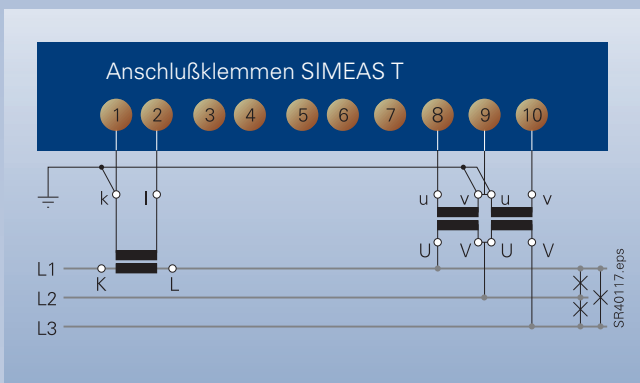 Anschlußklemmen SIMEAS T
1 2 3 4 5 6 7 8 9 10
k l u v u v
U V U V
K L
L1
L2
L3
SR40117.eps